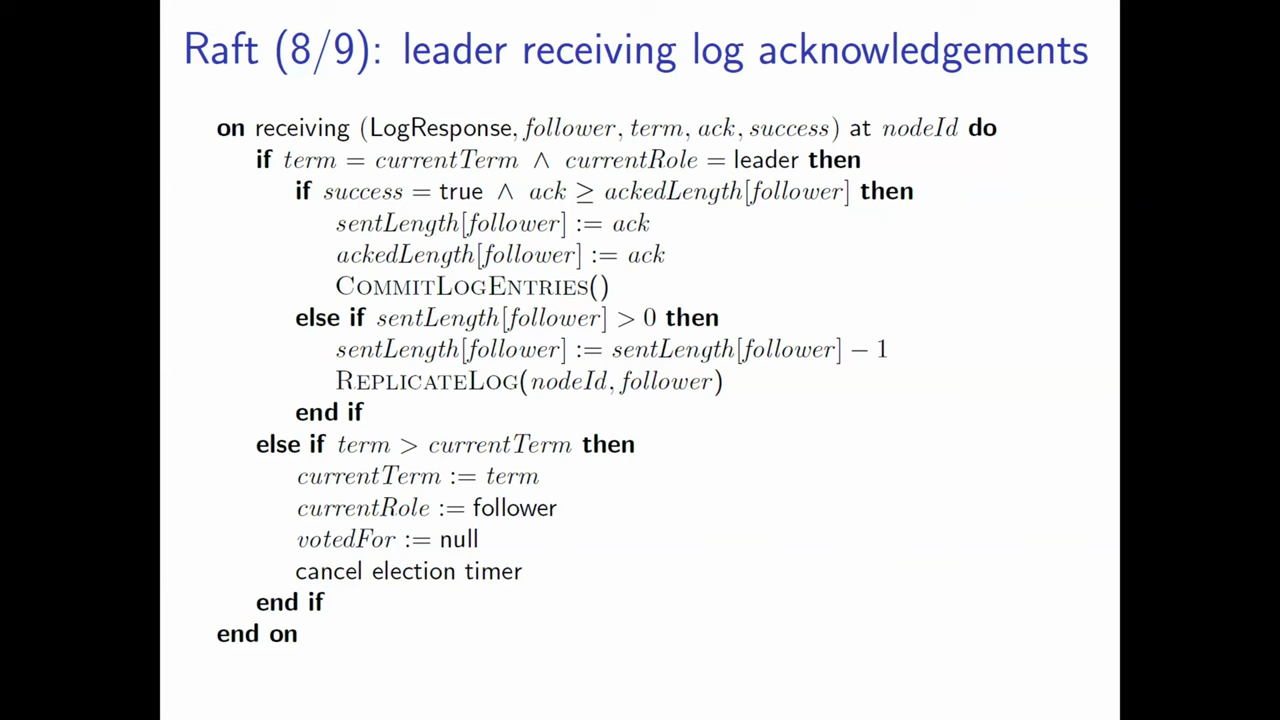 Raft (8/9): leader receiving log acknowledgements
on receiving (LogResponse, follower, term, ack, success) at nodeId do
if term = currentTerm ∧ currentRole = leader then
if success = true ∧ ack ≥ ackedLength[follower] then
sentLength[follower] := ack
ackedLength[follower] := ack
CommitLogEntries()
else if sentLength[follower] > 0 then
sentLength[follower] := sentLength[follower] − 1
ReplicateLog(nodeId, follower)
end if
else if term > currentTerm then
currentTerm := term
currentRole := follower
votedFor := null
cancel election timer
end if
end on